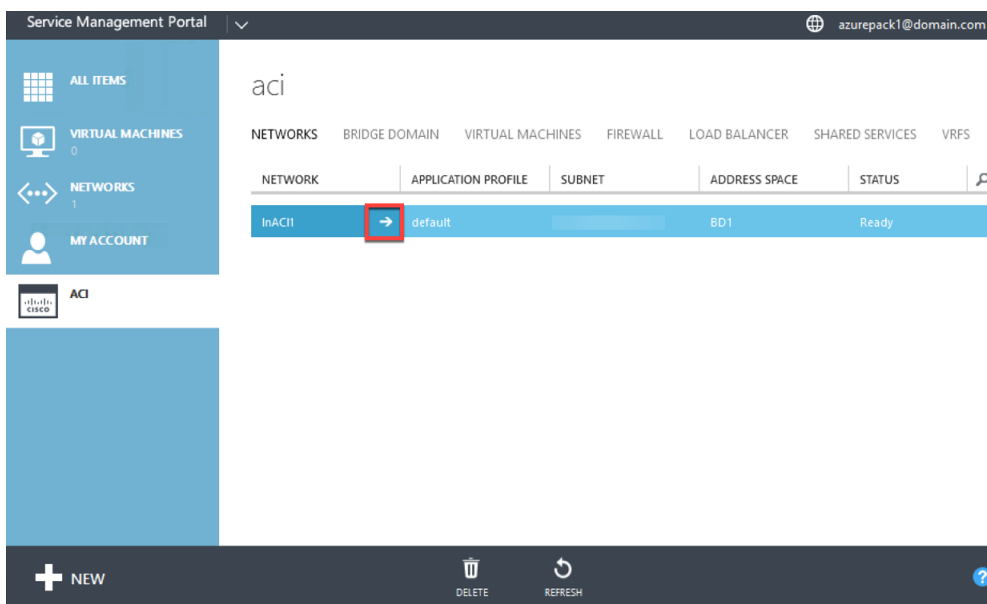 Service Management Portal
azurepack1@domain.com
ALL ITEMS
VIRTUAL MACHINES
0
NETWORKS
1
MY ACCOUNT
CISCO
ACI
aci
NETWORKS BRIDGE DOMAIN VIRTUAL MACHINES FIREWALL LOAD BALANCER SHARED SERVICES VRFS
NETWORK APPLICATION PROFILE SUBNET ADDRESS SPACE STATUS
InACI1 default BD1 Ready
NEW
DELETE
REFRESH
?